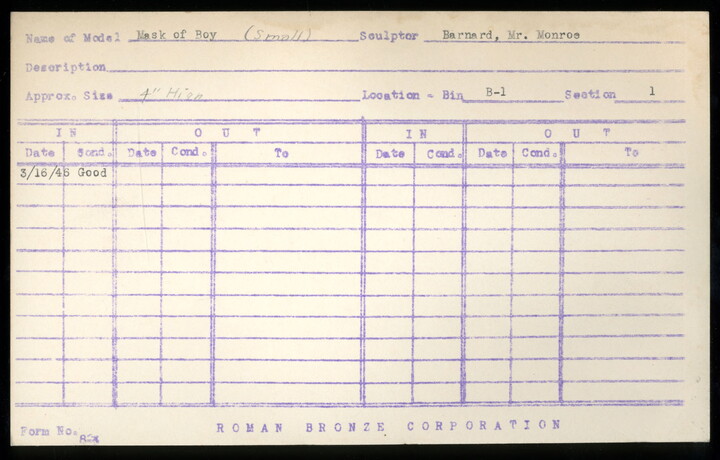 Name of Model Mask of Boy (Small) Sculptor Barnard, Mr. Monroe
Description
Approx. Size 4" High Location - Bin B-1 Section 1
IN OUT IN OUT
Date Cond. Date Cond. To Date Cond. Date Cond. To
3/16/46 Good
Form No. ROMAN BRONZE CORPORATION